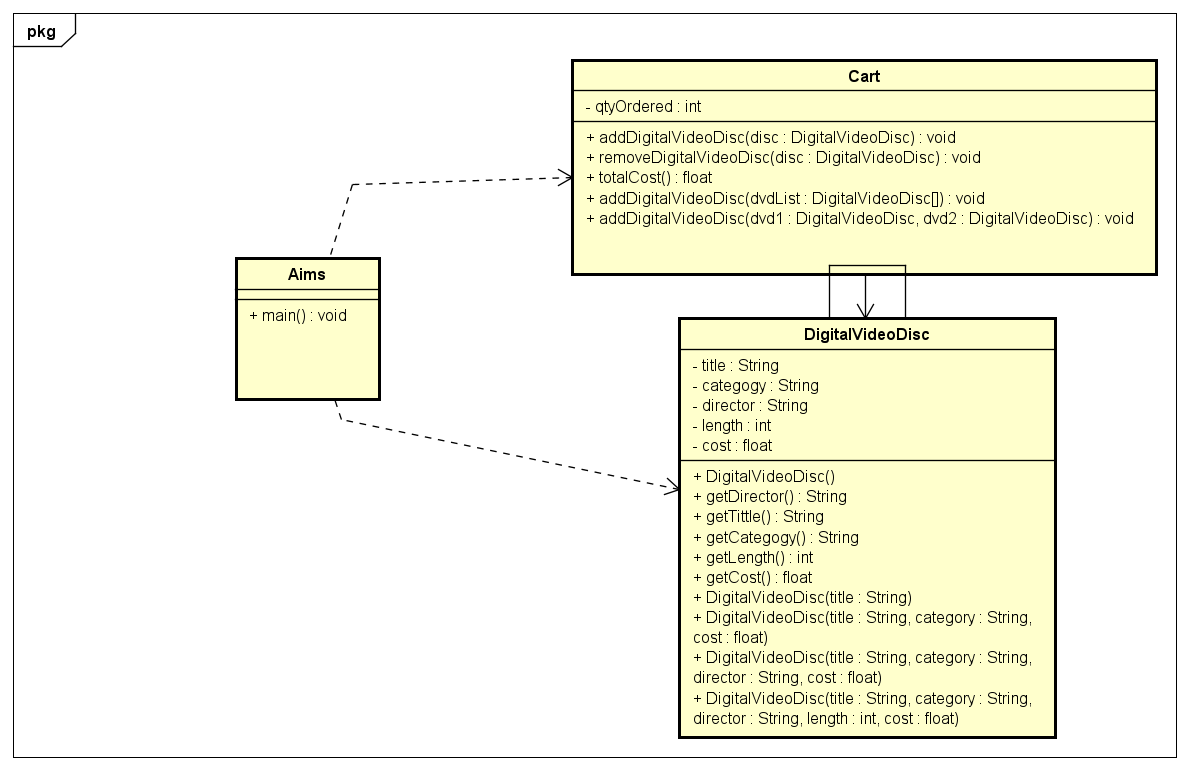 pkg
Cart
- qtyOrdered : int
+ addDigitalVideoDisc(disc : DigitalVideoDisc) : void
+ removeDigitalVideoDisc(disc : DigitalVideoDisc) : void
+ totalCost() : float
+ addDigitalVideoDisc(dvdList : DigitalVideoDisc[]) : void
+ addDigitalVideoDisc(dvd1 : DigitalVideoDisc, dvd2 : DigitalVideoDisc) : void
Aims
+ main() : void
DigitalVideoDisc
- title : String
- categogy : String
- director : String
- length : int
- cost : float
+ DigitalVideoDisc()
+ getDirector() : String
+ getTittle() : String
+ getCategogy() : String
+ getLength() : int
+ getCost() : float
+ DigitalVideoDisc(title : String)
+ DigitalVideoDisc(title : String, category : String,
cost : float)
+ DigitalVideoDisc(title : String, category : String,
director : String, cost : float)
+ DigitalVideoDisc(title : String, category : String,
director : String, length : int, cost : float)